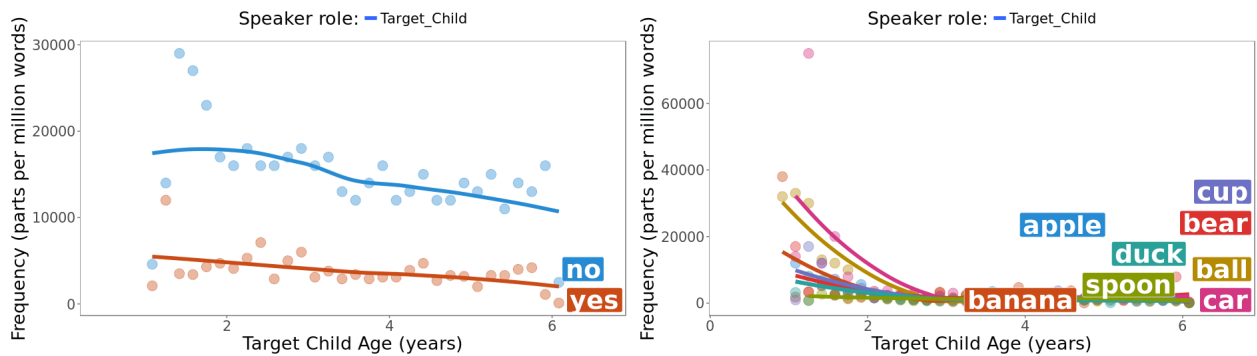 Speaker role: Target_Child
Frequency (parts per million words)
30000
20000
10000
0
no
yes
2
4
6
Target Child Age (years)
Speaker role: Target_Child
Frequency (parts per million words)
60000
40000
20000
0
cup
apple
bear
duck
ball
spoon
banana
car
0
2
4
6
Target Child Age (years)